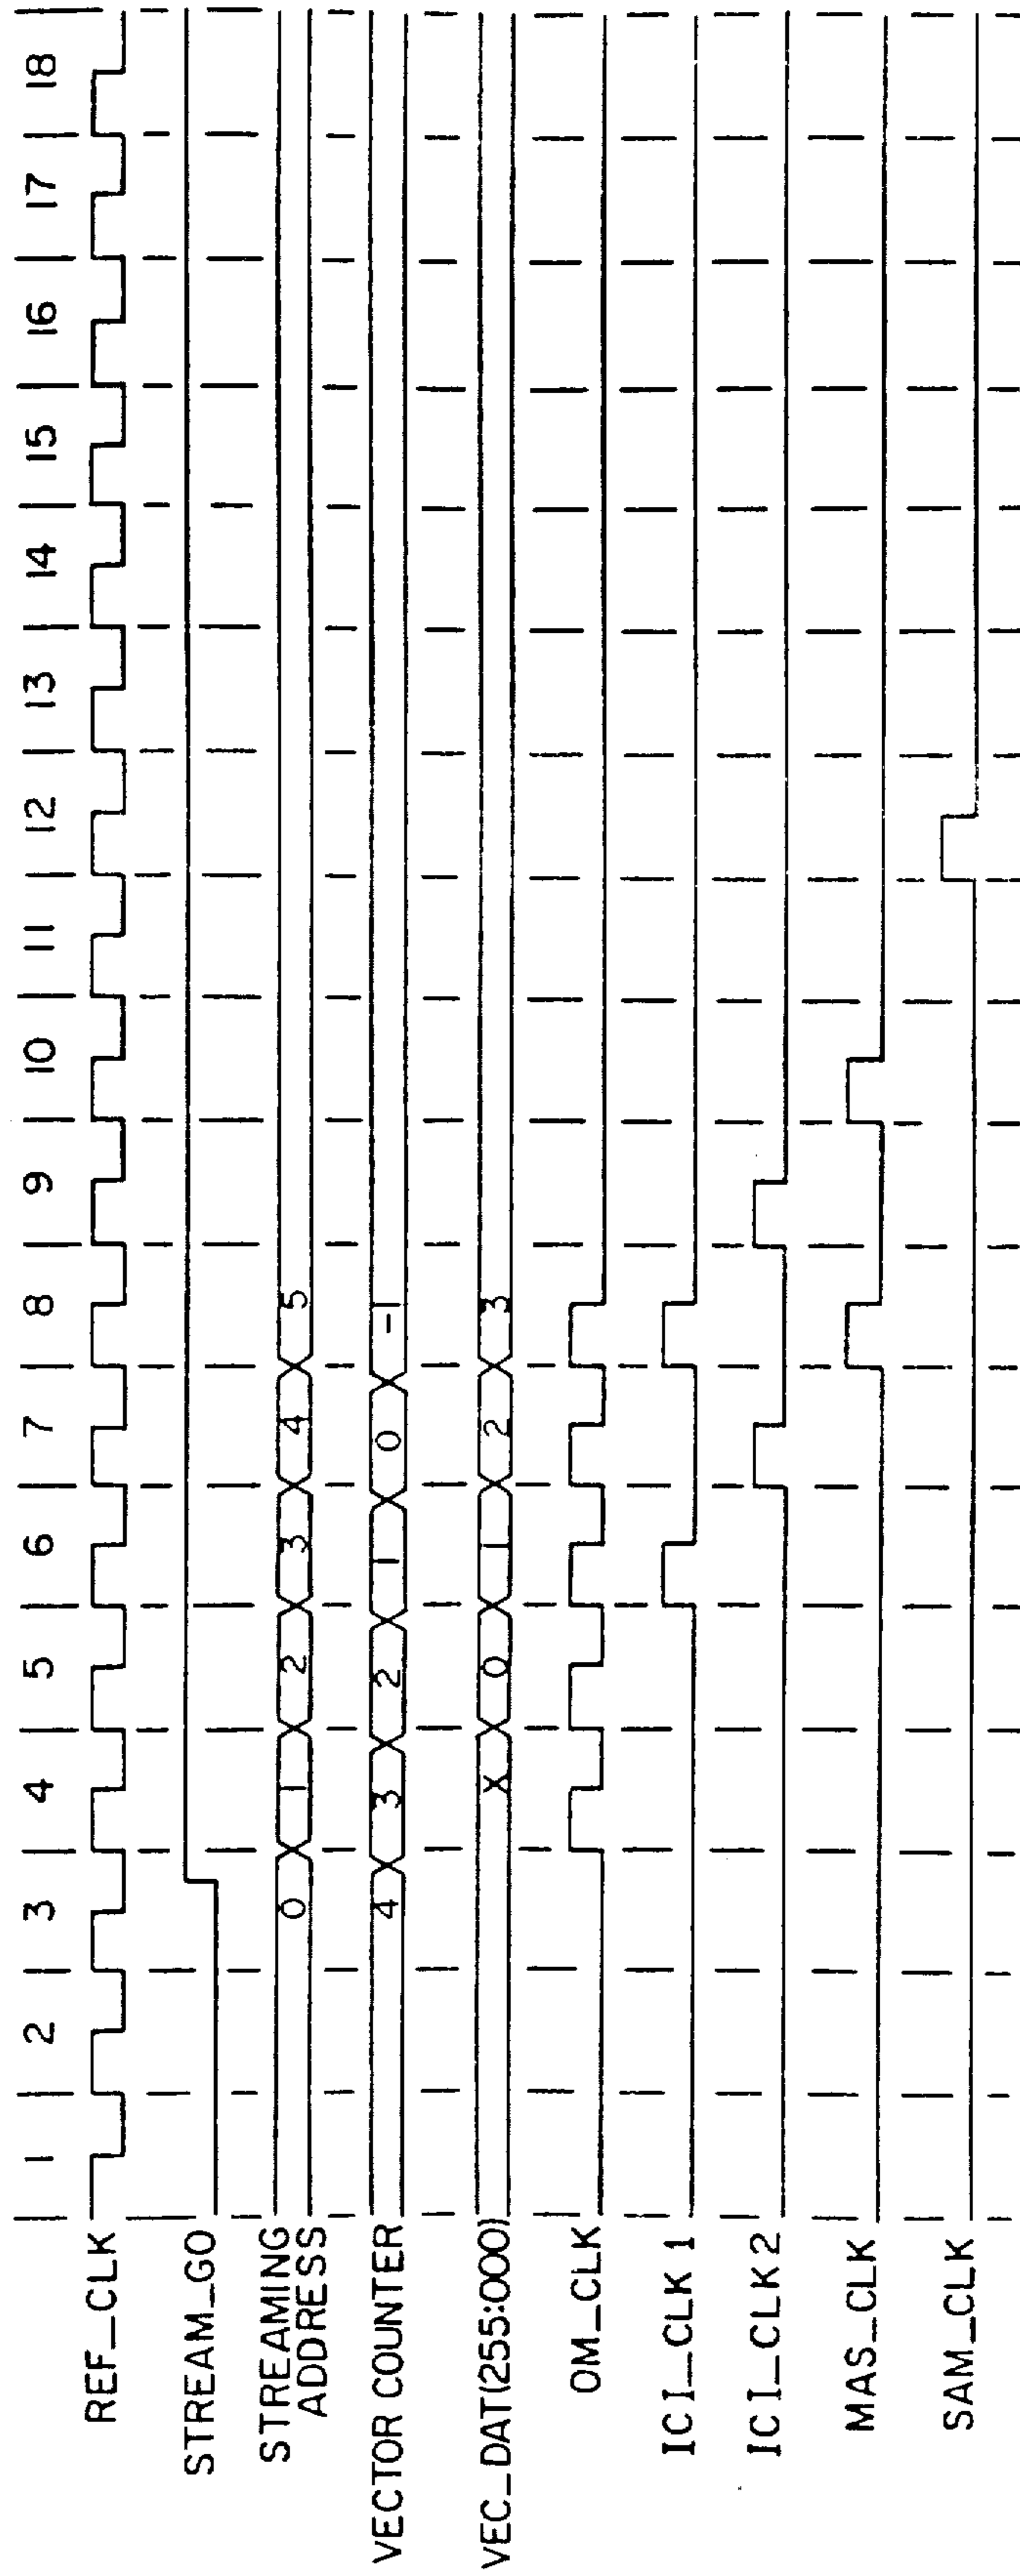 1 2 3 4 5 6 7 8 9 10 11 12 13 14 15 16 17 18
REF_CLK
STREAM_GO
STREAMING
ADDRESS
0 1 2 3 4 5
VECTOR COUNTER
4 3 2 1 0 -1
VEC_DAT(255:000)
X 0 1 2 3
OM_CLK
ICI_CLK 1
ICI_CLK 2
MAS_CLK
SAM_CLK